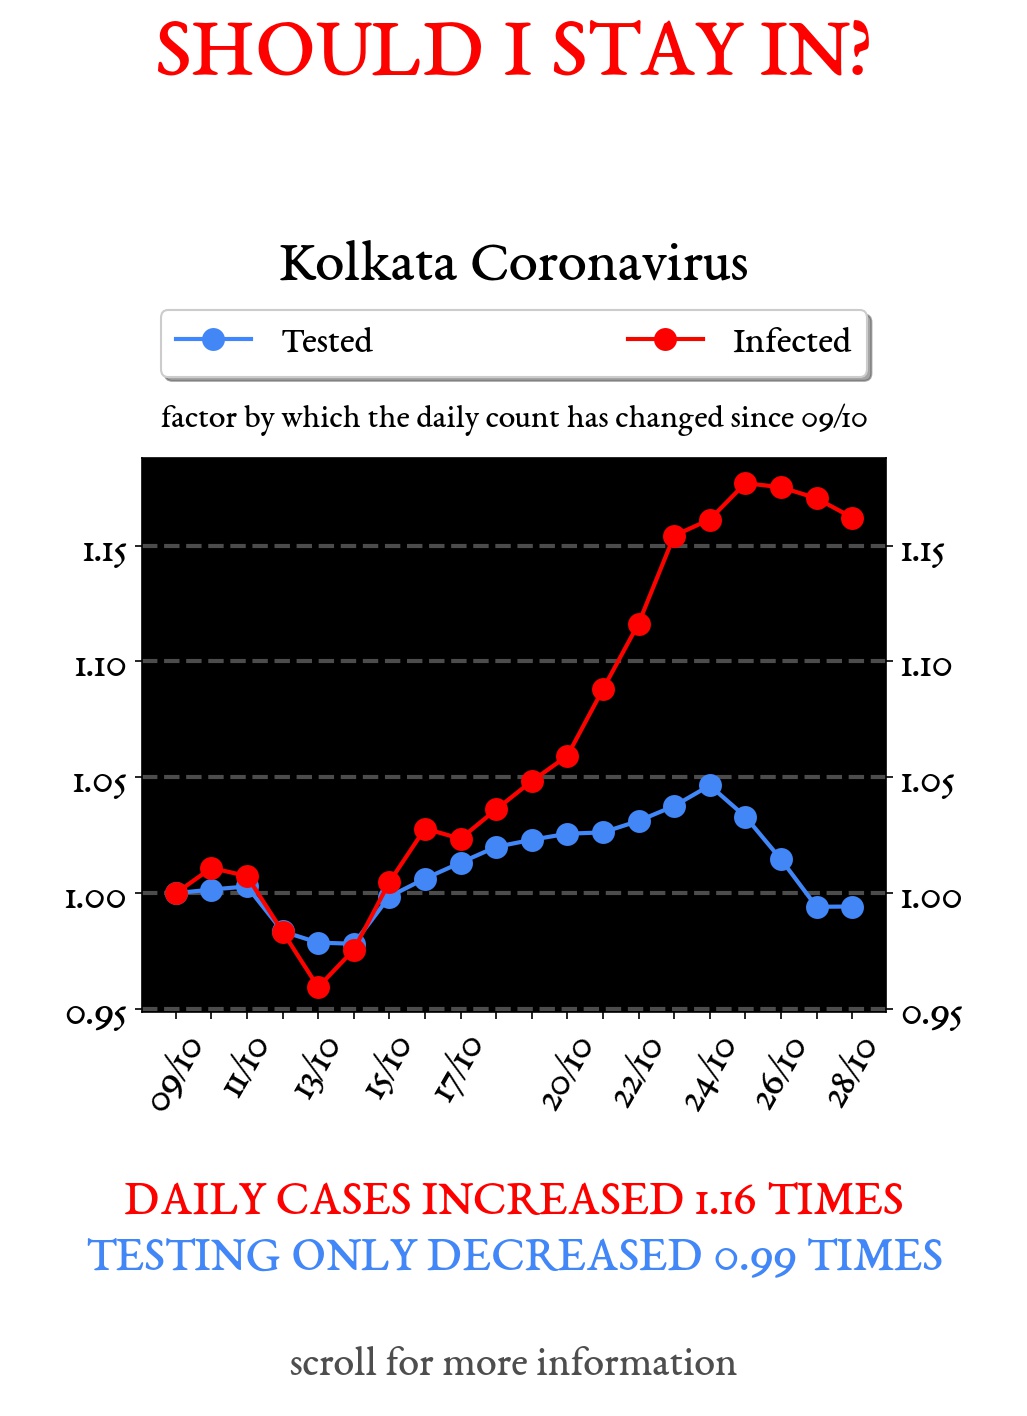 SHOULD I STAY IN?
Kolkata Coronavirus
Tested Infected
factor by which the daily count has changed since 09/10
1.15 1.15
1.10 1.10
1.05 1.05
1.00 1.00
0.95 0.95
09/10 11/10 13/10 15/10 17/10 20/10 22/10 24/10 26/10 28/10
DAILY CASES INCREASED 1.16 TIMES
TESTING ONLY DECREASED 0.99 TIMES
scroll for more information